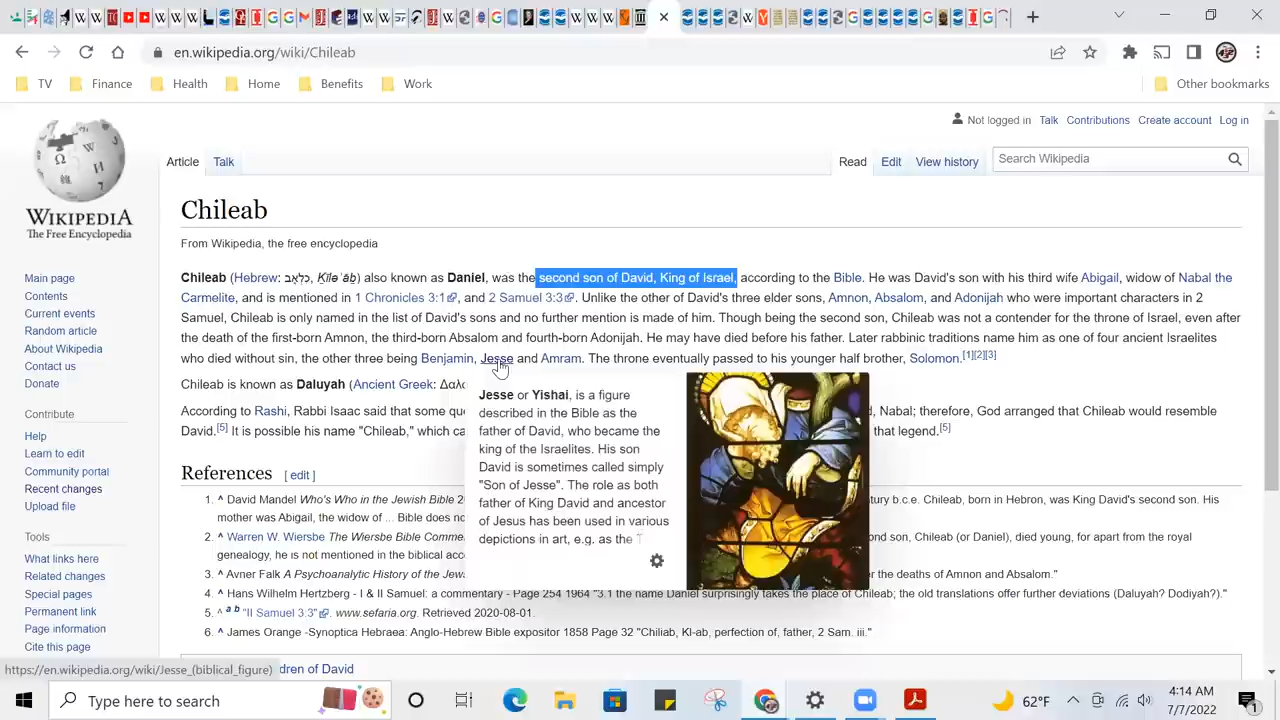 en.wikipedia.org/wiki/Chileab
TV Finance Health Home Benefits Work Other bookmarks
Not logged in Talk Contributions Create account Log in
WIKIPEDIA
The Free Encyclopedia
Article Talk Read Edit View history Search Wikipedia
Chileab
From Wikipedia, the free encyclopedia
Chileab (Hebrew: כִלְאָב, Ḵīləʾāḇ) also known as Daniel, was the second son of David, King of Israel, according to the Bible. He was David's son with his third wife Abigail, widow of Nabal the
Carmelite, and is mentioned in 1 Chronicles 3:1, and 2 Samuel 3:3. Unlike the other of David's three elder sons, Amnon, Absalom, and Adonijah who were important characters in 2
Samuel, Chileab is only named in the list of David's sons and no further mention is made of him. Though being the second son, Chileab was not a contender for the throne of Israel, even after
the death of the first-born Amnon, the third-born Absalom and fourth-born Adonijah. He may have died before his father. Later rabbinic traditions name him as one of four ancient Israelites
who died without sin, the other three being Benjamin, Jesse and Amram. The throne eventually passed to his younger half brother, Solomon.[1][2][3]
Chileab is known as Daluyah (Ancient Greek: Δαλο
According to Rashi, Rabbi Isaac said that some que , Nabal; therefore, God arranged that Chileab would resemble
David.[5] It is possible his name "Chileab," which ca that legend.[5]
References [ edit ]
1. ^ David Mandel Who's Who in the Jewish Bible 2 tury b.c.e. Chileab, born in Hebron, was King David's second son. His
mother was Abigail, the widow of ... Bible does no
2. ^ Warren W. Wiersbe The Wiersbe Bible Comme ond son, Chileab (or Daniel), died young, for apart from the royal
genealogy, he is not mentioned in the biblical acc
3. ^ Avner Falk A Psychoanalytic History of the Jew er the deaths of Amnon and Absalom."
4. ^ Hans Wilhelm Hertzberg - I & II Samuel: a commentary - Page 254 1964 "3.1 the name Daniel surprisingly takes the place of Chileab; the old translations offer further deviations (Daluyah? Dodiyah?)."
5. ^ a b "II Samuel 3:3". www.sefaria.org. Retrieved 2020-08-01.
6. ^ James Orange -Synoptica Hebraea: Anglo-Hebrew Bible expositor 1858 Page 32 "Chiliab, Kl-ab, perfection of, father, 2 Sam. iii."
dren of David
Jesse or Yishai, is a figure
described in the Bible as the
father of David, who became the
king of the Israelites. His son
David is sometimes called simply
"Son of Jesse". The role as both
father of King David and ancestor
of Jesus has been used in various
depictions in art, e.g. as the T
Main page
Contents
Current events
Random article
About Wikipedia
Contact us
Donate
Contribute
Help
Learn to edit
Community portal
Recent changes
Upload file
Tools
What links here
Related changes
Special pages
Permanent link
Page information
Cite this page
https://en.wikipedia.org/wiki/Jesse_(biblical_figure)
Type here to search
62°F
4:14 AM
7/7/2022
1